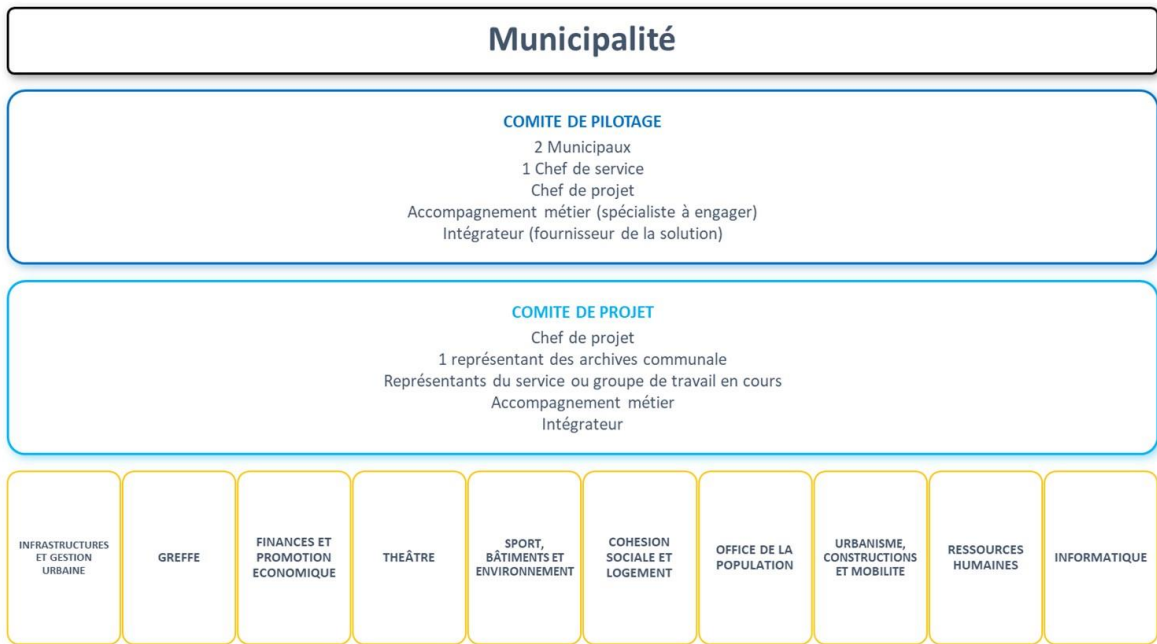 Municipalité
COMITE DE PILOTAGE
2 Municipaux
1 Chef de service
Chef de projet
Accompagnement métier (spécialiste à engager)
Intégrateur (fournisseur de la solution)
COMITE DE PROJET
Chef de projet
1 représentant des archives communale
Représentants du service ou groupe de travail en cours
Accompagnement métier
Intégrateur
INFRASTRUCTURES
ET GESTION
URBAINE
GREFFE
FINANCES ET
PROMOTION
ECONOMIQUE
THEÂTRE
SPORT,
BÂTIMENTS ET
ENVIRONNEMENT
COHESION
SOCIALE ET
LOGEMENT
OFFICE DE LA
POPULATION
URBANISME,
CONSTRUCTIONS
ET MOBILITE
RESSOURCES
HUMAINES
INFORMATIQUE